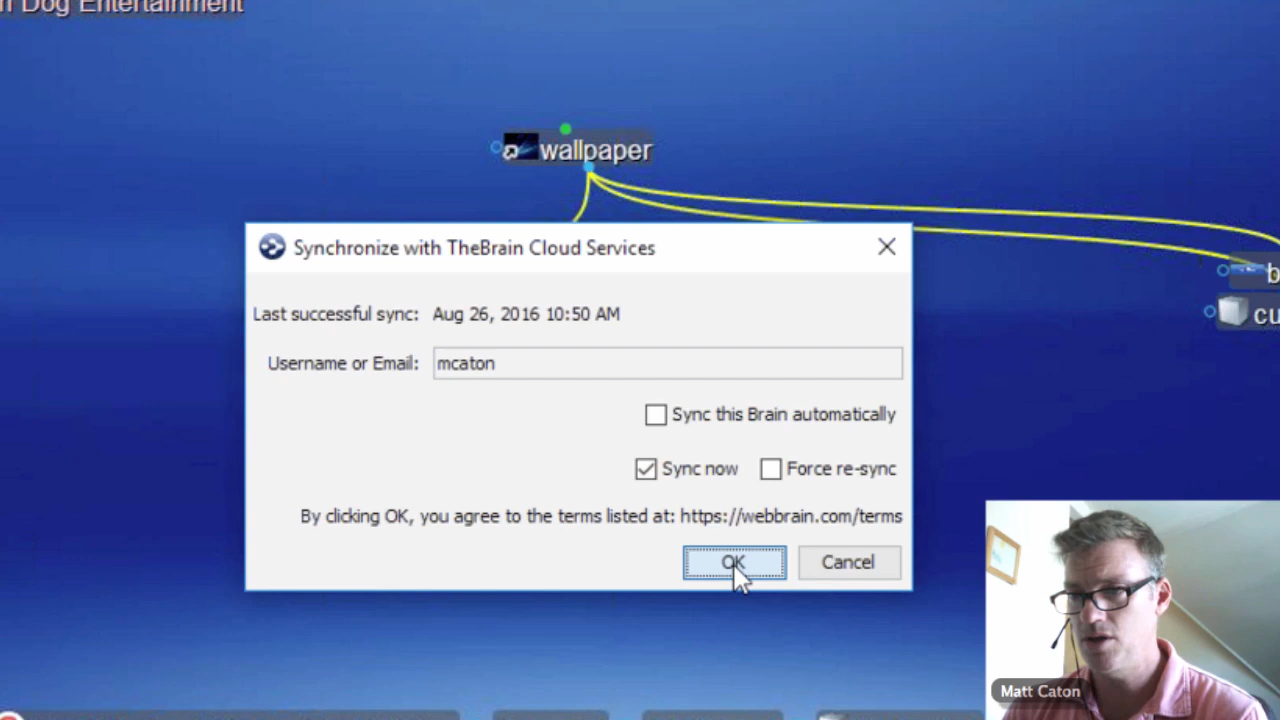 Dog Entertainment
wallpaper
Synchronize with TheBrain Cloud Services
Last successful sync: Aug 26, 2016 10:50 AM
Username or Email: mcaton
Sync this Brain automatically
Sync now Force re-sync
By clicking OK, you agree to the terms listed at: https://webbrain.com/terms
OK Cancel
Matt Caton